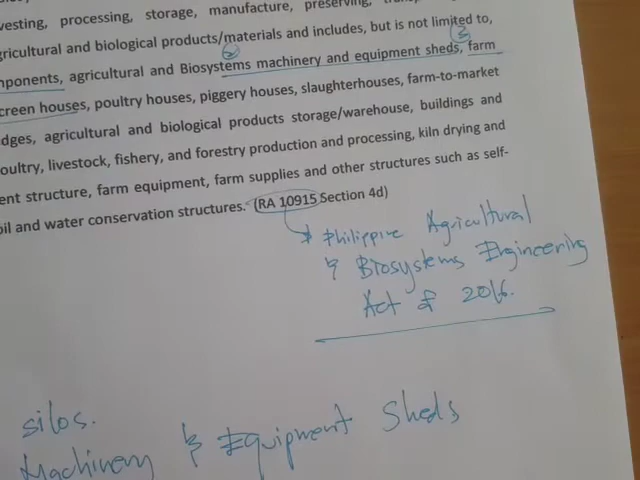 vesting, processing, storage, manufacture, preserving,
gricultural and biological products/materials and includes, but is not limited to,
② ③
mponents, agricultural and Biosystems machinery and equipment sheds, farm
creen houses, poultry houses, piggery houses, slaughterhouses, farm-to-market
dges, agricultural and biological products storage/warehouse, buildings and
oultry, livestock, fishery, and forestry production and processing, kiln drying and
ent structure, farm equipment, farm supplies and other structures such as self-
oil and water conservation structures. (RA 10915 Section 4d)
Philippine Agricultural
& Biosystems Engineering
Act of 2016.
silos.
Machinery & Equipment Sheds